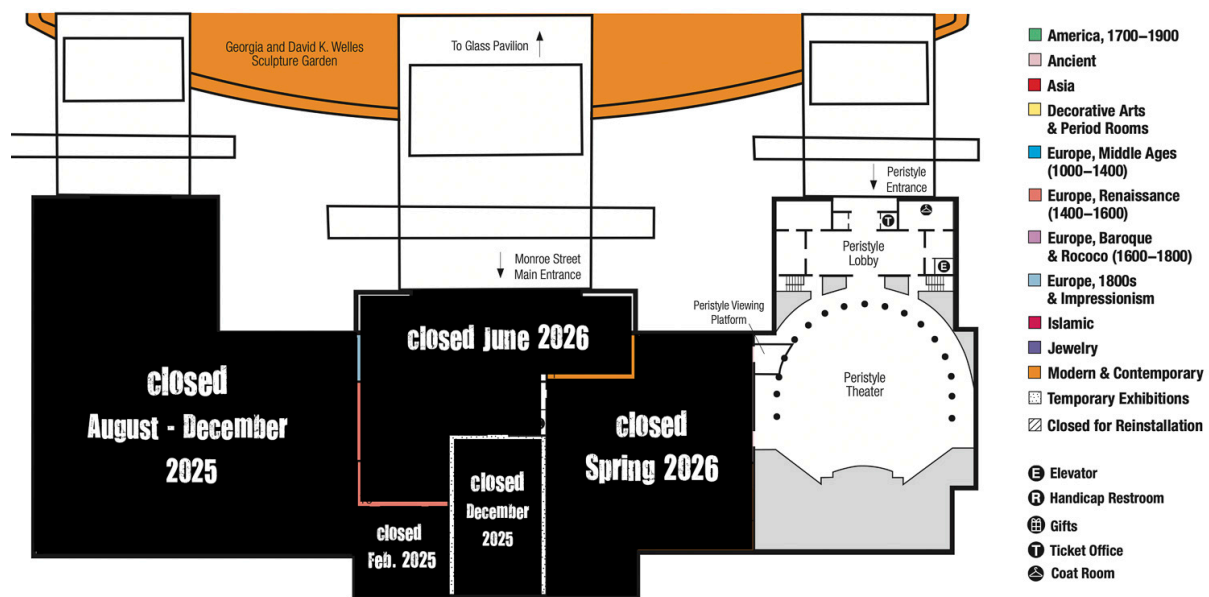 Georgia and David K. Welles
Sculpture Garden
To Glass Pavilion
Peristyle
Entrance
T
Peristyle
Lobby
E
Monroe Street
Main Entrance
Peristyle Viewing
Platform
Peristyle
Theater
closed
August - December
2025
closed june 2026
closed
Spring 2026
closed
December
2025
closed
Feb. 2025
America, 1700–1900
Ancient
Asia
Decorative Arts
& Period Rooms
Europe, Middle Ages
(1000–1400)
Europe, Renaissance
(1400–1600)
Europe, Baroque
& Rococo (1600–1800)
Europe, 1800s
& Impressionism
Islamic
Jewelry
Modern & Contemporary
Temporary Exhibitions
Closed for Reinstallation
E Elevator
R Handicap Restroom
Gifts
T Ticket Office
Coat Room